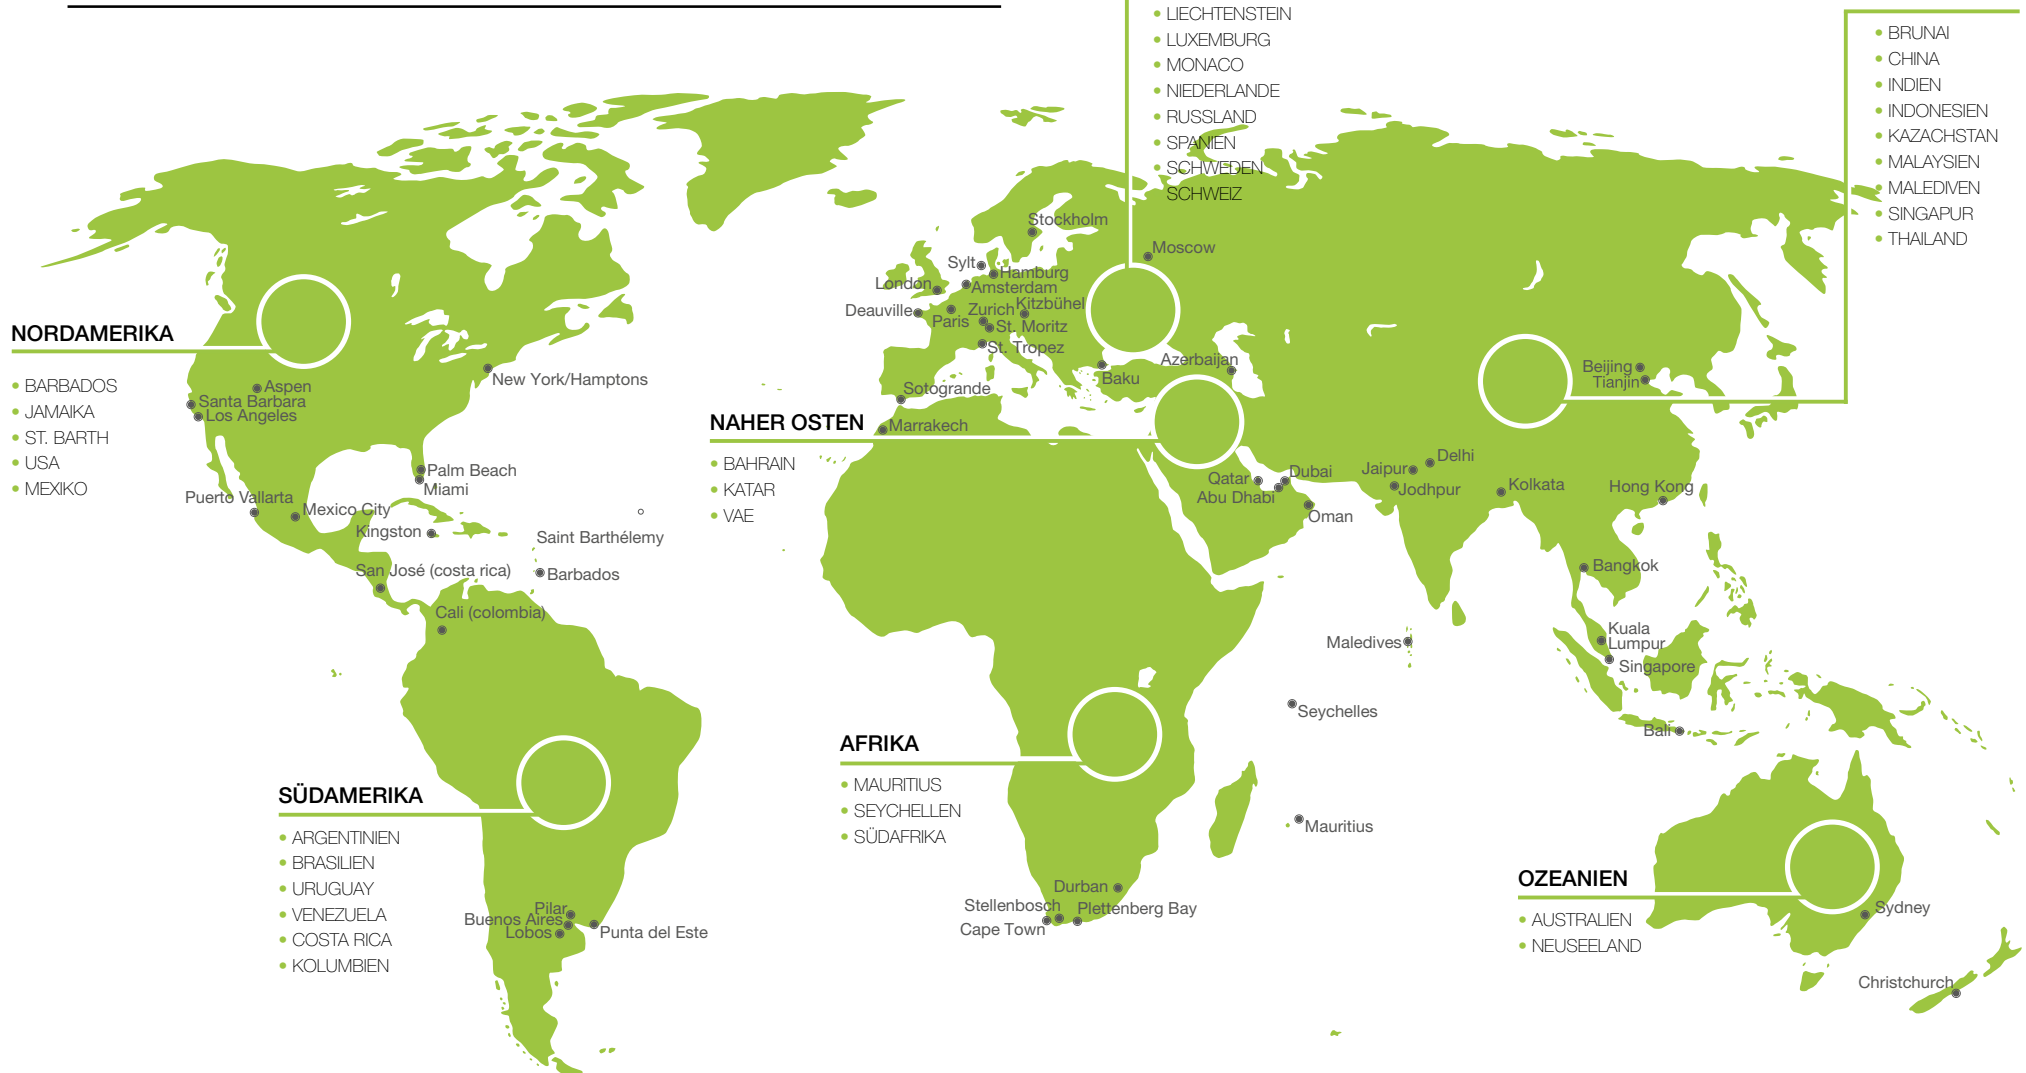 LIECHTENSTEIN
LUXEMBURG
MONACO
NIEDERLANDE
RUSSLAND
SPANIEN
SCHWEDEN
SCHWEIZ
BRUNAI
CHINA
INDIEN
INDONESIEN
KAZACHSTAN
MALAYSIEN
MALEDIVEN
SINGAPUR
THAILAND
Stockholm
Moscow
Sylt
Hamburg
London
Amsterdam
Deauville
Paris
Zurich
Kitzbühel
St. Moritz
St. Tropez
Azerbaijan
Baku
Sotogrande
Marrakech
NORDAMERIKA
BARBADOS
JAMAIKA
ST. BARTH
USA
MEXIKO
Aspen
Santa Barbara
Los Angeles
New York/Hamptons
Palm Beach
Miami
Puerto Vallarta
Mexico City
Kingston
Saint Barthélemy
San José (costa rica)
Barbados
Cali (colombia)
NAHER OSTEN
BAHRAIN
KATAR
VAE
Qatar
Dubai
Abu Dhabi
Oman
Beijing
Tianjin
Jaipur
Delhi
Jodhpur
Kolkata
Hong Kong
Bangkok
Maledives
Kuala
Lumpur
Singapore
Seychelles
Bali
Mauritius
SÜDAMERIKA
ARGENTINIEN
BRASILIEN
URUGUAY
VENEZUELA
COSTA RICA
KOLUMBIEN
Pilar
Buenos Aires
Lobos
Punta del Este
AFRIKA
MAURITIUS
SEYCHELLEN
SÜDAFRIKA
Durban
Stellenbosch
Plettenberg Bay
Cape Town
OZEANIEN
AUSTRALIEN
NEUSEELAND
Sydney
Christchurch